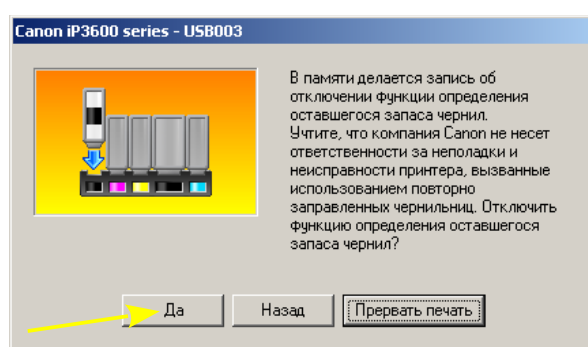 Canon iP3600 series - USB003
В памяти делается запись об
отключении функции определения
оставшегося запаса чернил.
Учтите, что компания Canon не несет
ответственности за неполадки и
неисправности принтера, вызванные
использованием повторно
заправленных чернильниц. Отключить
функцию определения оставшегося
запаса чернил?
Да
Назад
Прервать печать